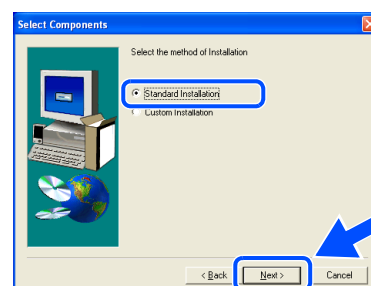 Select Components
Select the method of Installation
Standard Installation
Custom Installation
< Back
Next >
Cancel